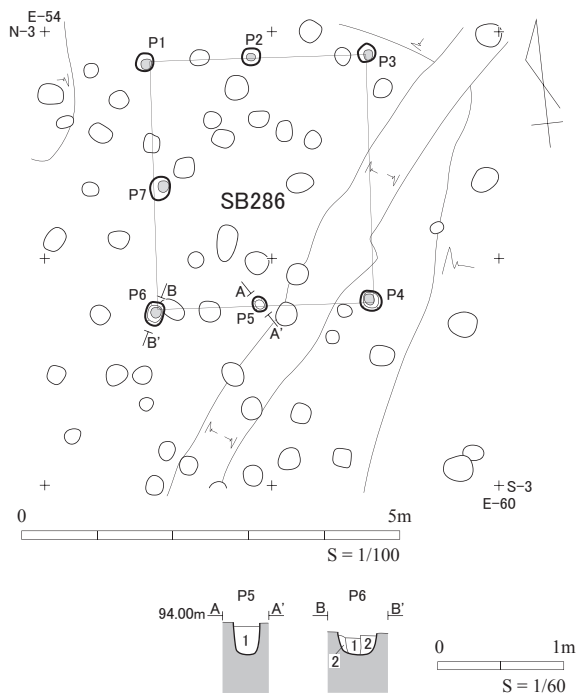 E-54
N-3
P1
P2
P3
P7
SB286
P6
B
A
P5
P4
B'
A'
S-3
E-60
0
5m
S = 1/100
P5
P6
94.00m
A
A'
B
B'
1
2
1
2
0
1m
S = 1/60